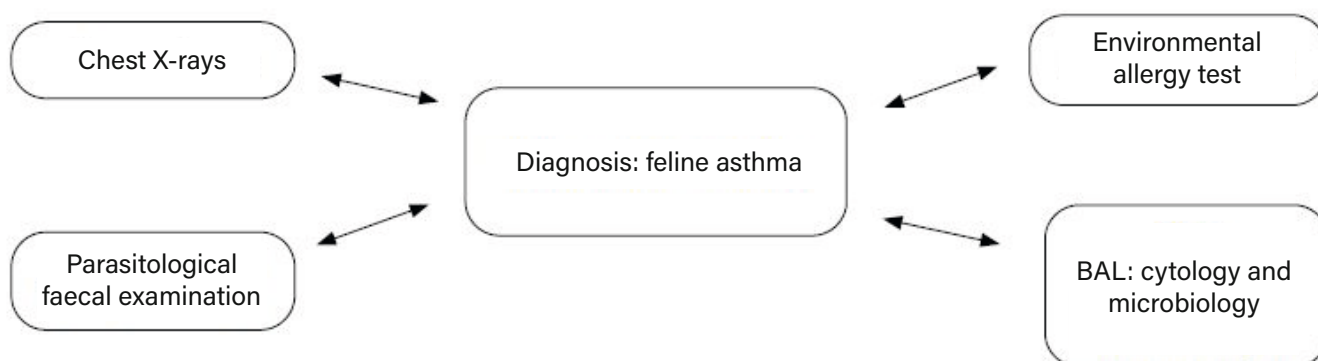 Chest X-rays
Environmental
allergy test
Diagnosis: feline asthma
Parasitological
faecal examination
BAL: cytology and
microbiology